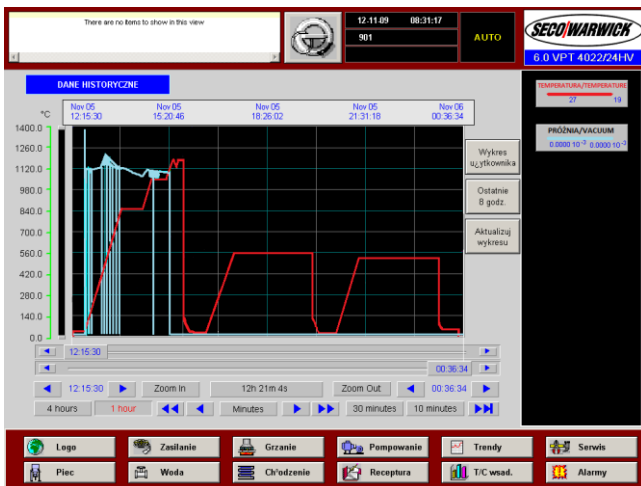 There are no items to show in this view
12-11-09 08:31:17
901
AUTO
SECO/WARWICK
6.0 VPT 4022/24HV
DANE HISTORYCZNE
TEMPERATURA/TEMPERATURE
27 19
PRÓŻNIA/VACUUM
0.0000 10⁻³ 0.0000 10⁻³
°C
Nov 05 Nov 05 Nov 05 Nov 05 Nov 06
12:15:30 15:20:46 18:26:02 21:31:18 00:36:34
1400.0
1260.0
1120.0
980.0
840.0
700.0
560.0
420.0
280.0
140.0
0.0
Wykres
u¿ytkownika
Ostatnie
8 godz.
Aktualizuj
wykresu
12:15:30
00:36:34
12:15:30 Zoom In 12h 21m 4s Zoom Out 00:36:34
4 hours 1 hour Minutes 30 minutes 10 minutes
Logo Zasilanie Grzanie Pompowanie Trendy Serwis
Piec Woda Ch³odzenie Receptura T/C wsad. Alarmy